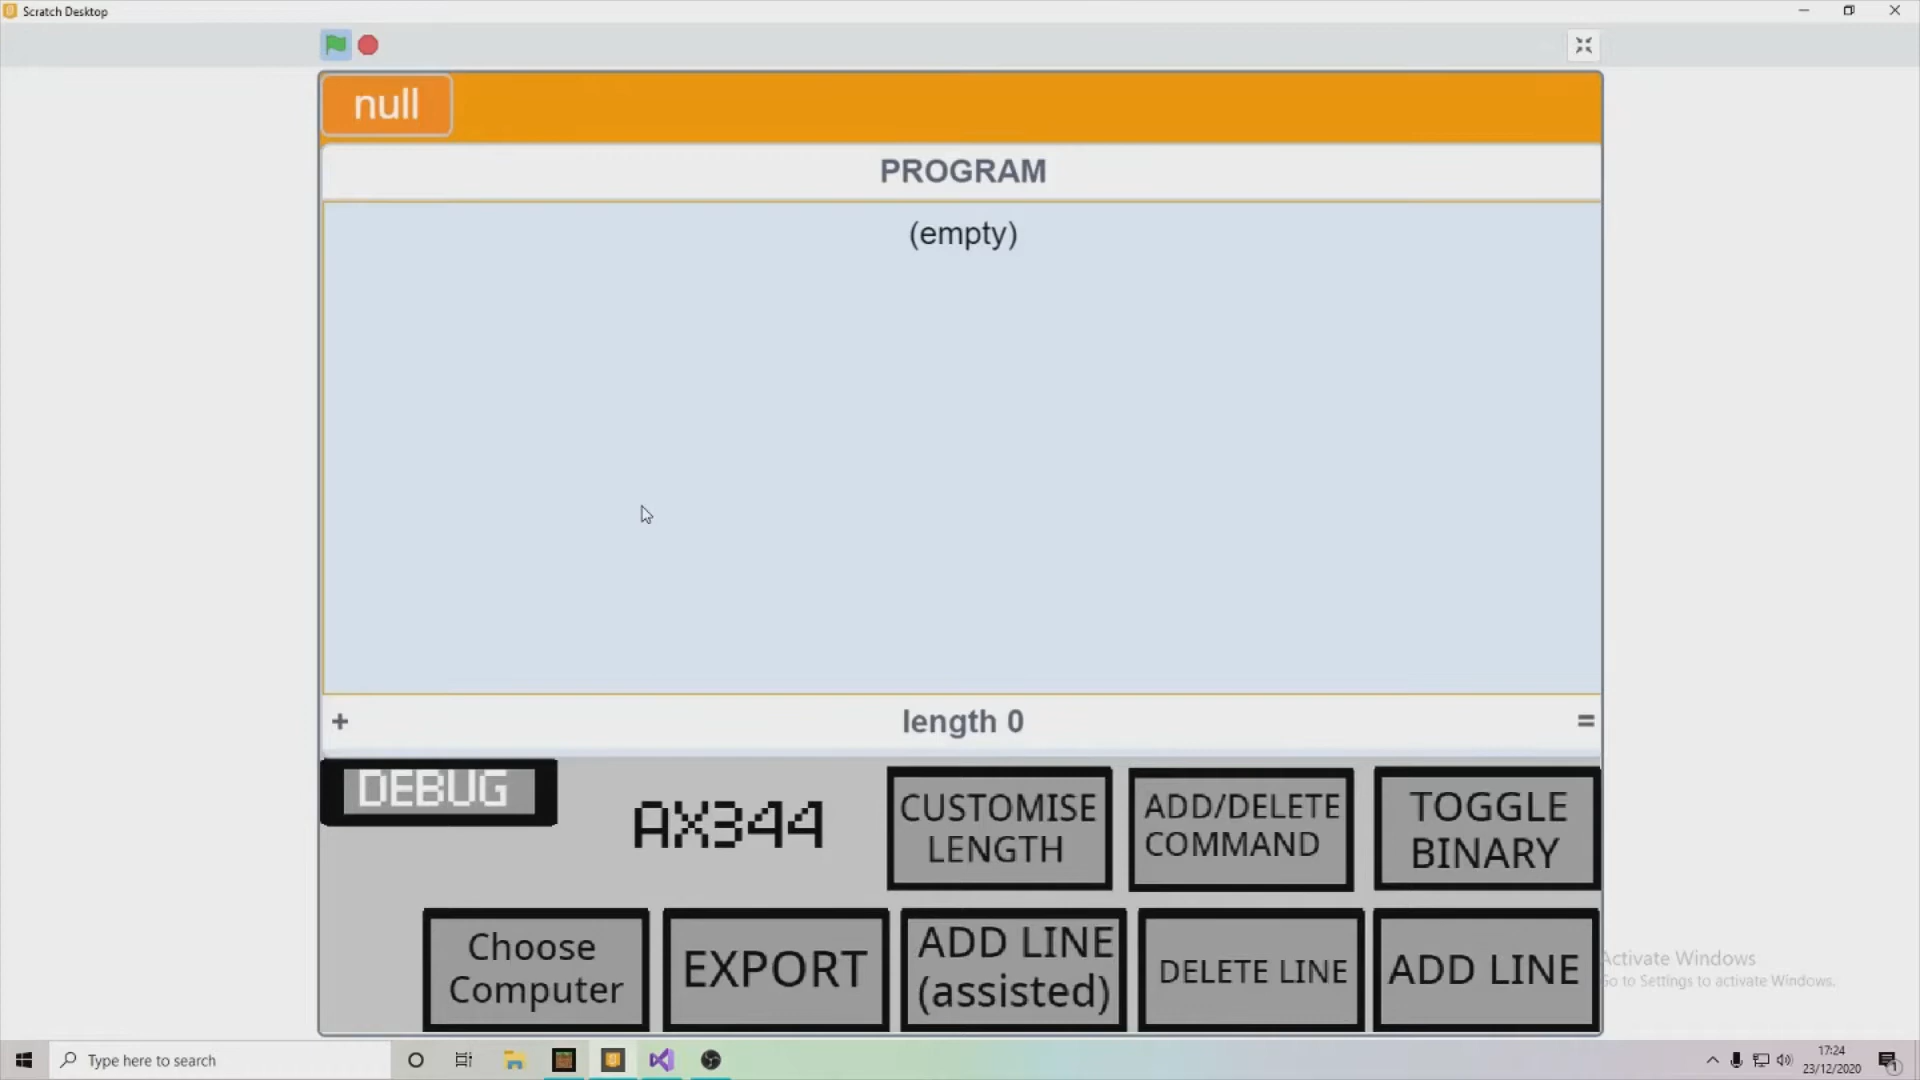 Scratch Desktop
null
PROGRAM
(empty)
+ length 0 =
DEBUG
AX344
CUSTOMISE
LENGTH
ADD/DELETE
COMMAND
TOGGLE
BINARY
Choose
Computer
EXPORT
ADD LINE
(assisted)
DELETE LINE
ADD LINE
Activate Windows
Go to Settings to activate Windows.
Type here to search
17:24
23/12/2020
1